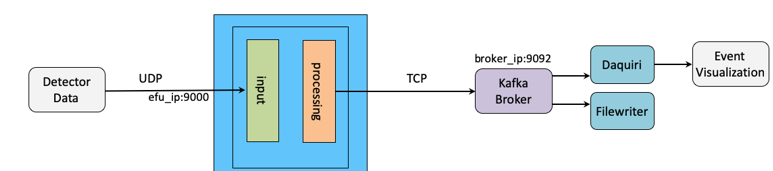 Detector
Data
UDP
efu_ip:9000
input
processing
TCP
broker_ip:9092
Kafka
Broker
Daquiri
Filewriter
Event
Visualization